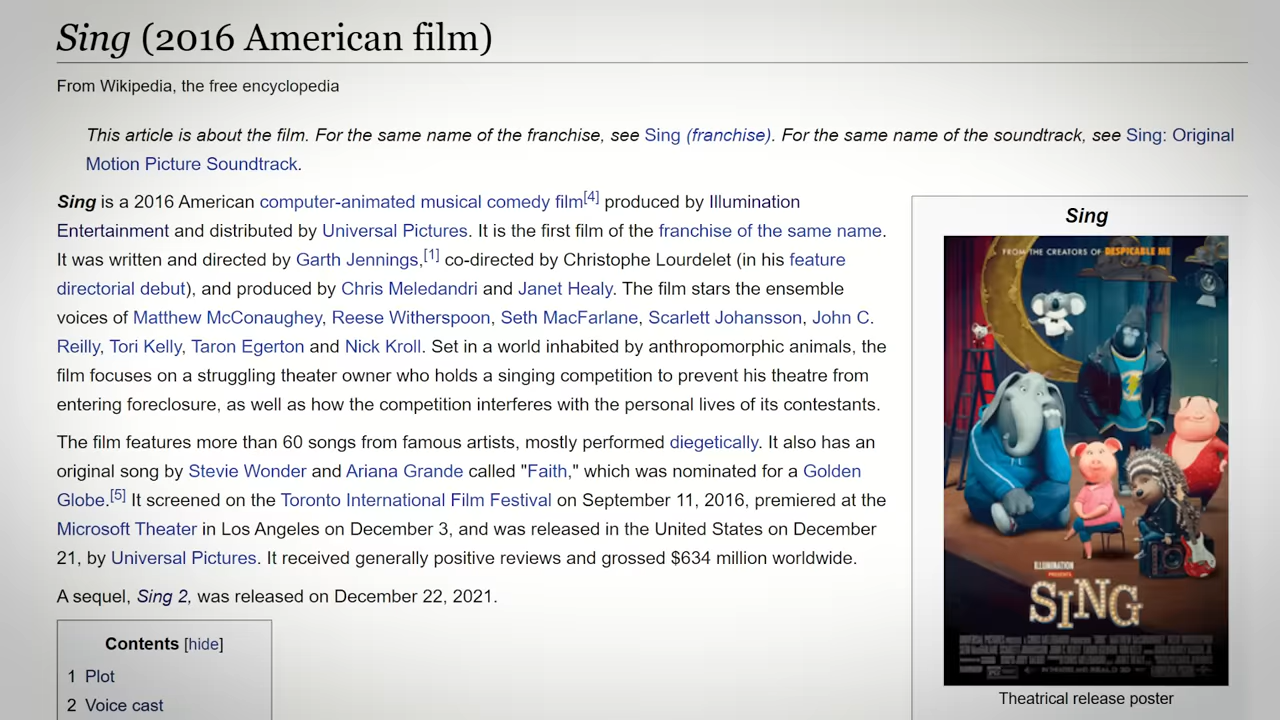 Sing (2016 American film)
From Wikipedia, the free encyclopedia
This article is about the film. For the same name of the franchise, see Sing (franchise). For the same name of the soundtrack, see Sing: Original
Motion Picture Soundtrack.
Sing is a 2016 American computer-animated musical comedy film[4] produced by Illumination
Entertainment and distributed by Universal Pictures. It is the first film of the franchise of the same name.
It was written and directed by Garth Jennings,[1] co-directed by Christophe Lourdelet (in his feature
directorial debut), and produced by Chris Meledandri and Janet Healy. The film stars the ensemble
voices of Matthew McConaughey, Reese Witherspoon, Seth MacFarlane, Scarlett Johansson, John C.
Reilly, Tori Kelly, Taron Egerton and Nick Kroll. Set in a world inhabited by anthropomorphic animals, the
film focuses on a struggling theater owner who holds a singing competition to prevent his theatre from
entering foreclosure, as well as how the competition interferes with the personal lives of its contestants.
The film features more than 60 songs from famous artists, mostly performed diegetically. It also has an
original song by Stevie Wonder and Ariana Grande called "Faith," which was nominated for a Golden
Globe.[5] It screened on the Toronto International Film Festival on September 11, 2016, premiered at the
Microsoft Theater in Los Angeles on December 3, and was released in the United States on December
21, by Universal Pictures. It received generally positive reviews and grossed $634 million worldwide.
A sequel, Sing 2, was released on December 22, 2021.
Contents [hide]
1 Plot
2 Voice cast
Sing
FROM THE CREATORS OF DESPICABLE ME
ILLUMINATION
PRESENTS
SING
Theatrical release poster